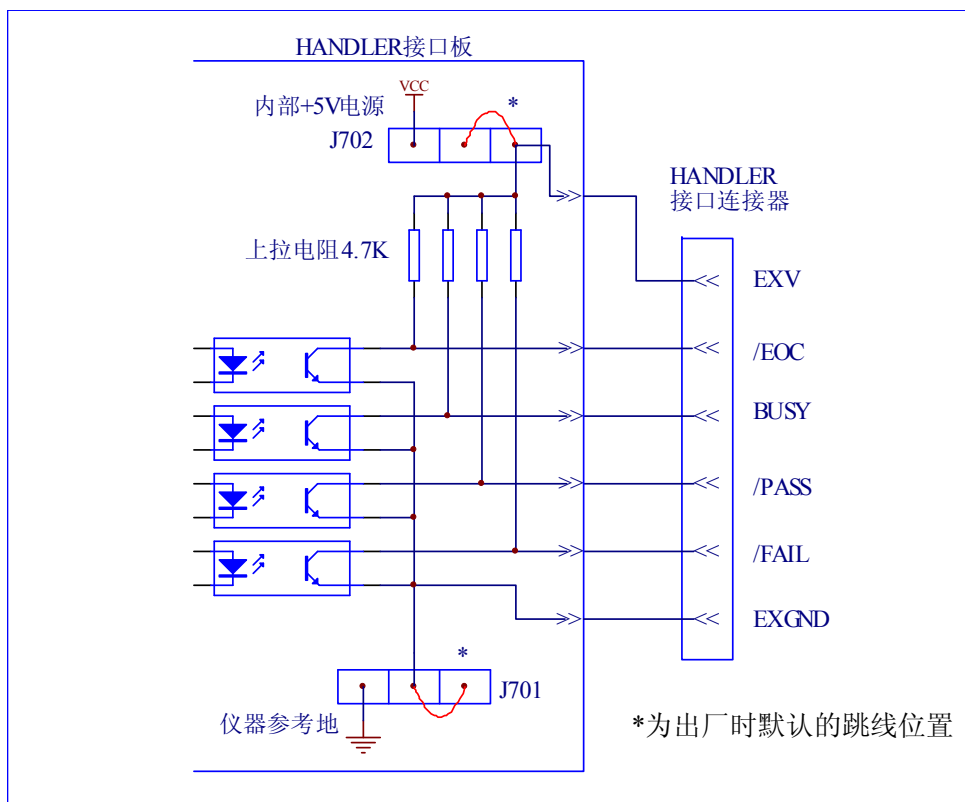 HANDLER接口板
VCC
内部+5V电源
*
J702
HANDLER
接口连接器
上拉电阻4.7K
EXV
/EOC
BUSY
/PASS
/FAIL
EXGND
*
J701
仪器参考地
*为出厂时默认的跳线位置